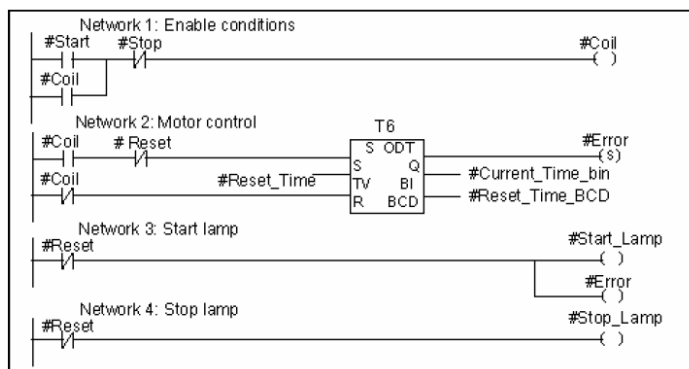 Network 1: Enable conditions
#Start #Stop #Coil
#Coil
Network 2: Motor control
T6
#Coil # Reset S ODT #Error
S Q (S)
#Reset_Time TV BI #Current_Time_bin
#Coil R BCD #Reset_Time_BCD
Network 3: Start lamp
#Reset #Start_Lamp
#Error
Network 4: Stop lamp
#Reset #Stop_Lamp